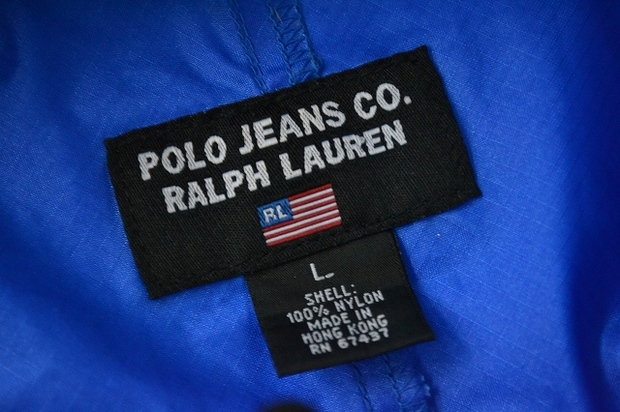 POLO JEANS CO.
RALPH LAUREN
RL
L
SHELL:
100% NYLON
MADE IN
HONG KONG
RN 67437